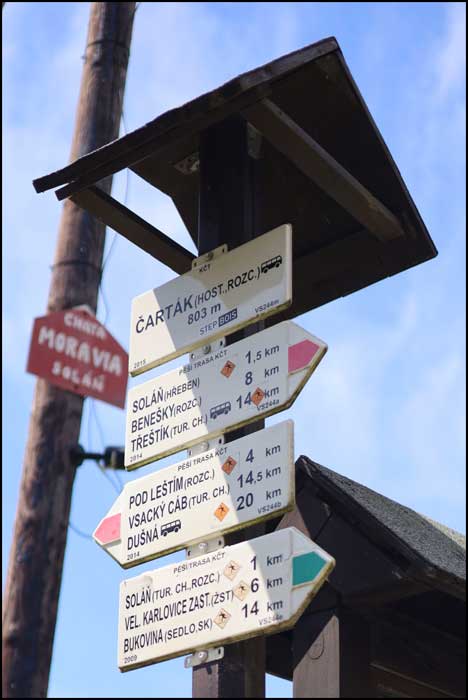 CHATA
MORAVIA
SOLÁŇ
KČT
ČARTÁK (HOST., ROZC.)
803 m
STEP BOIS
2015
VS244m
PĚŠÍ TRASA KČT
SOLÁŇ (HŘEBEN) 1,5 km
BENEŠKY (ROZC.) 8 km
TŘEŠTÍK (TUR. CH.) 14 km
2014
VS244a
PĚŠÍ TRASA KČT
POD LEŠTÍM (ROZC.) 4 km
VSACKÝ CÁB (TUR. CH.) 14,5 km
DUŠNÁ 20 km
2014
VS244b
PĚŠÍ TRASA KČT
SOLÁŇ (TUR. CH., ROZC.) 1 km
VEL. KARLOVICE ZAST. (ŽST) 6 km
BUKOVINA (SEDLO, SK) 14 km
2009